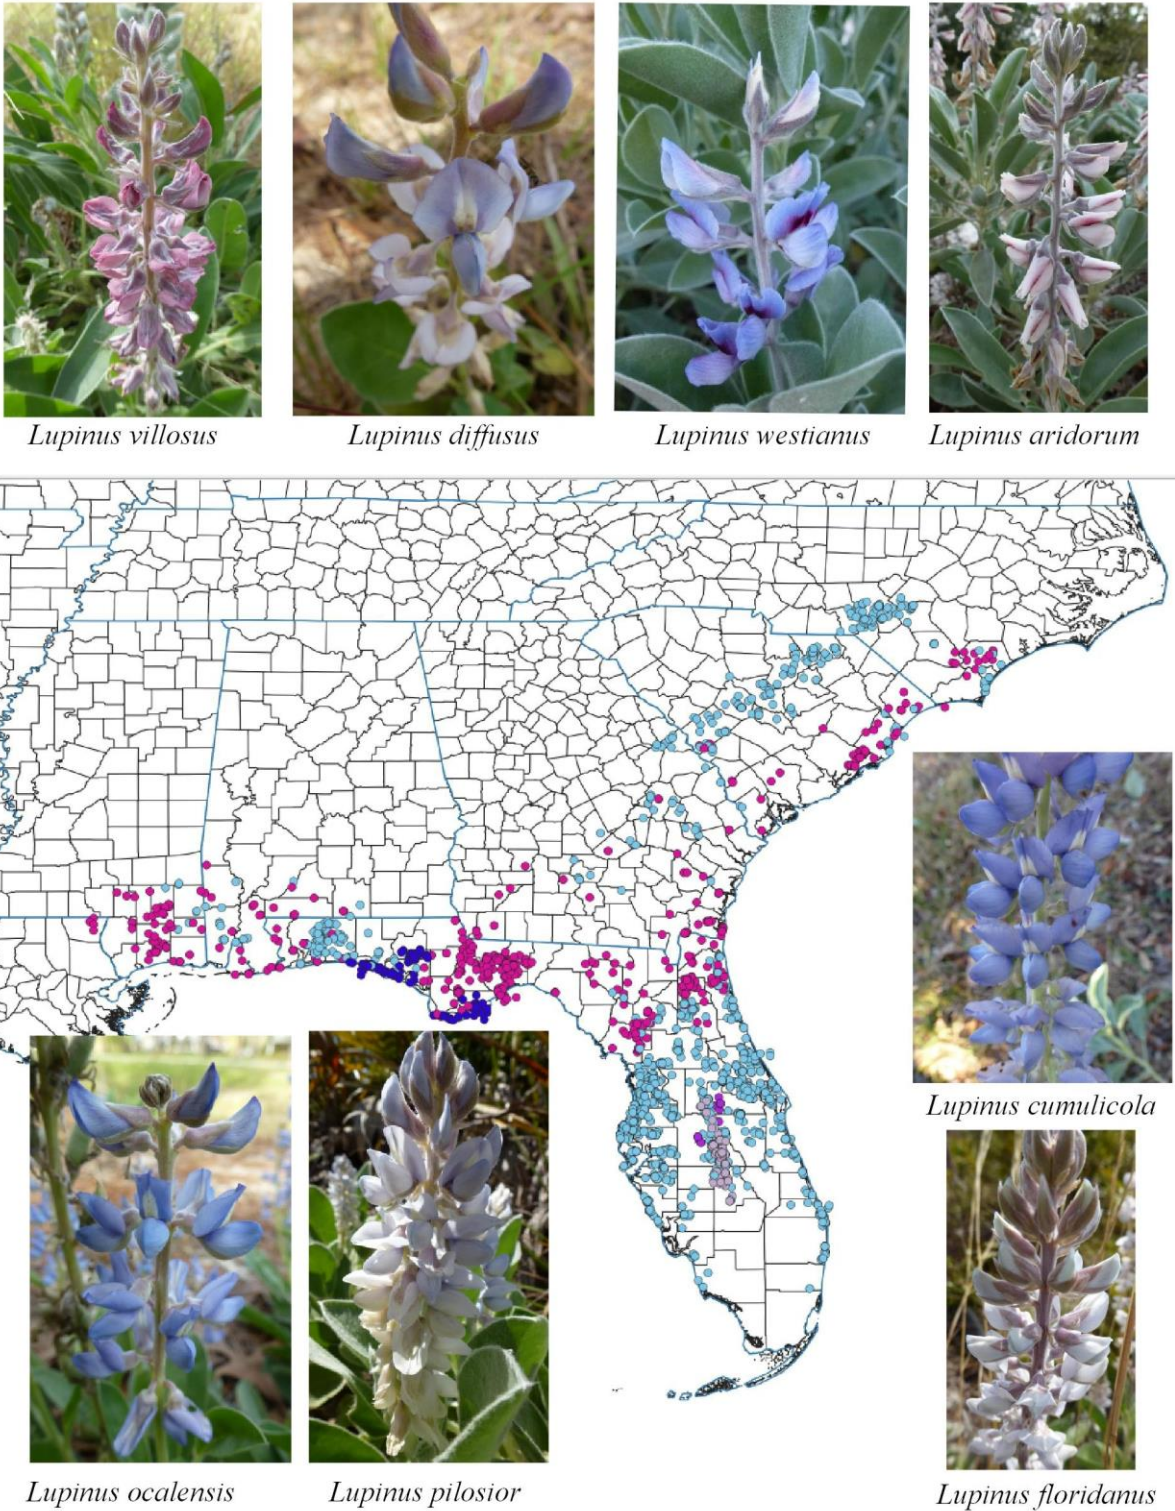 Lupinus villosus
Lupinus diffusus
Lupinus westianus
Lupinus aridorum
Lupinus cumulicola
Lupinus ocalensis
Lupinus pilosior
Lupinus floridanus